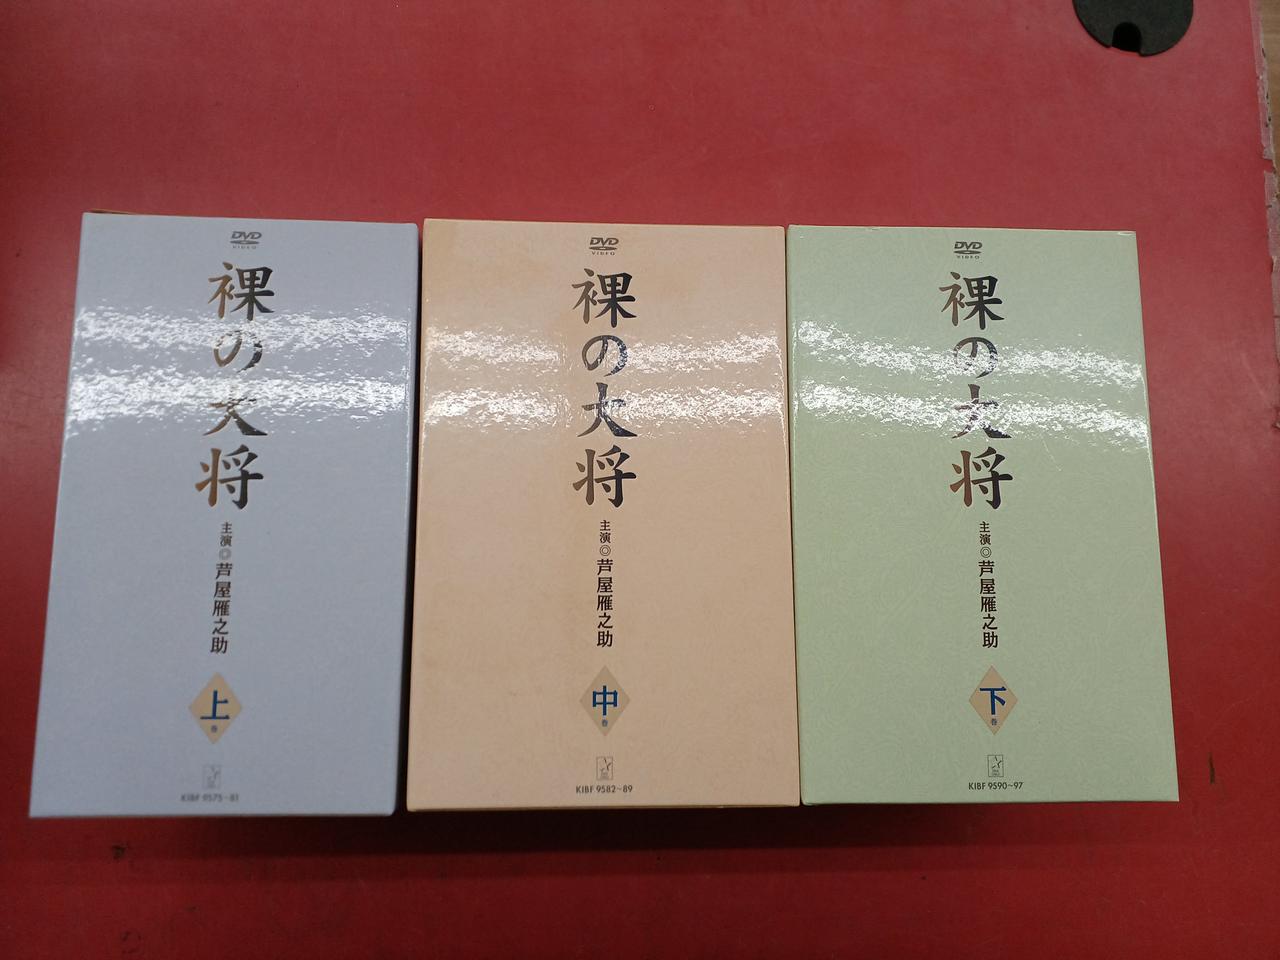 DVD
VIDEO
裸の大将
主演◎芦屋雁之助
上
巻
KIBF 9575~81
DVD
VIDEO
裸の大将
主演◎芦屋雁之助
中
巻
KIBF 9582~89
DVD
VIDEO
裸の大将
主演◎芦屋雁之助
下
巻
KIBF 9590~97